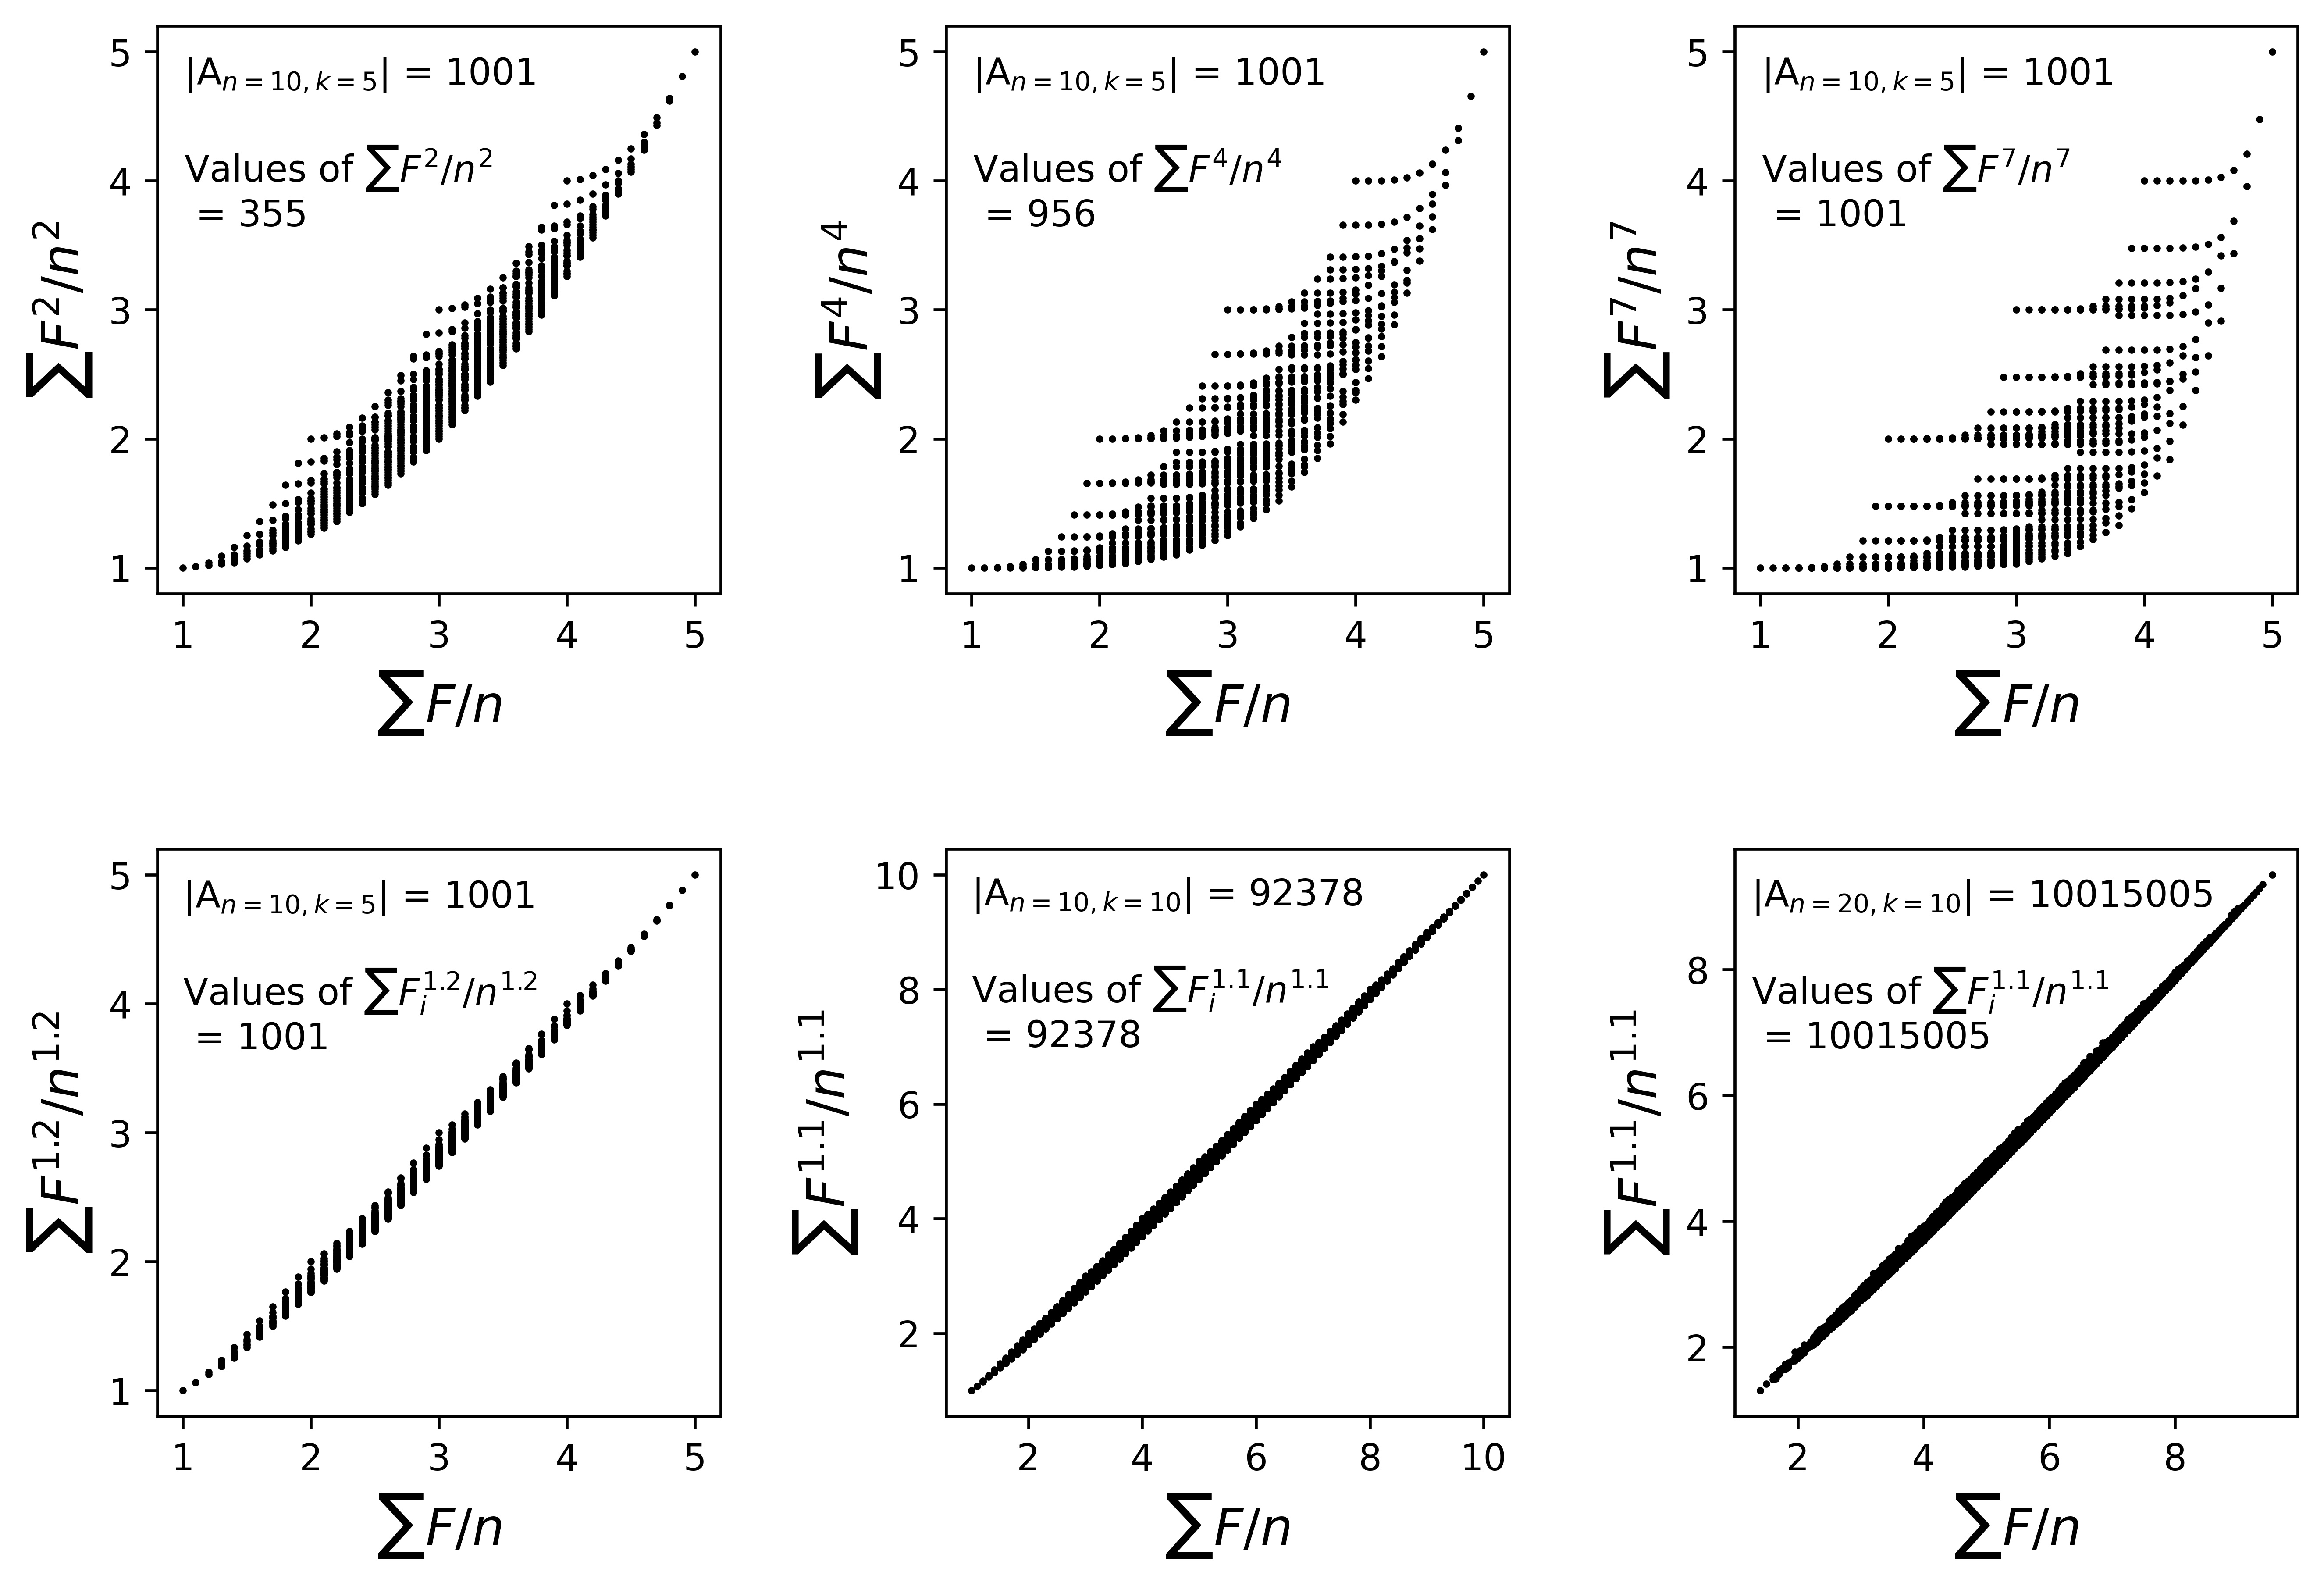 |A_{n=10, k=5}| = 1001
Values of ∑F²/n²
= 355
∑F²/n²
5
4
3
2
1
1 2 3 4 5
∑F/n
|A_{n=10, k=5}| = 1001
Values of ∑F⁴/n⁴
= 956
∑F⁴/n⁴
5
4
3
2
1
1 2 3 4 5
∑F/n
|A_{n=10, k=5}| = 1001
Values of ∑F⁷/n⁷
= 1001
∑F⁷/n⁷
5
4
3
2
1
1 2 3 4 5
∑F/n
|A_{n=10, k=5}| = 1001
Values of ∑F_i^{1.2}/n^{1.2}
= 1001
∑F^{1.2}/n^{1.2}
5
4
3
2
1
1 2 3 4 5
∑F/n
|A_{n=10, k=10}| = 92378
Values of ∑F_i^{1.1}/n^{1.1}
= 92378
∑F^{1.1}/n^{1.1}
10
8
6
4
2
2 4 6 8 10
∑F/n
|A_{n=20, k=10}| = 10015005
Values of ∑F_i^{1.1}/n^{1.1}
= 10015005
∑F^{1.1}/n^{1.1}
8
6
4
2
2 4 6 8
∑F/n